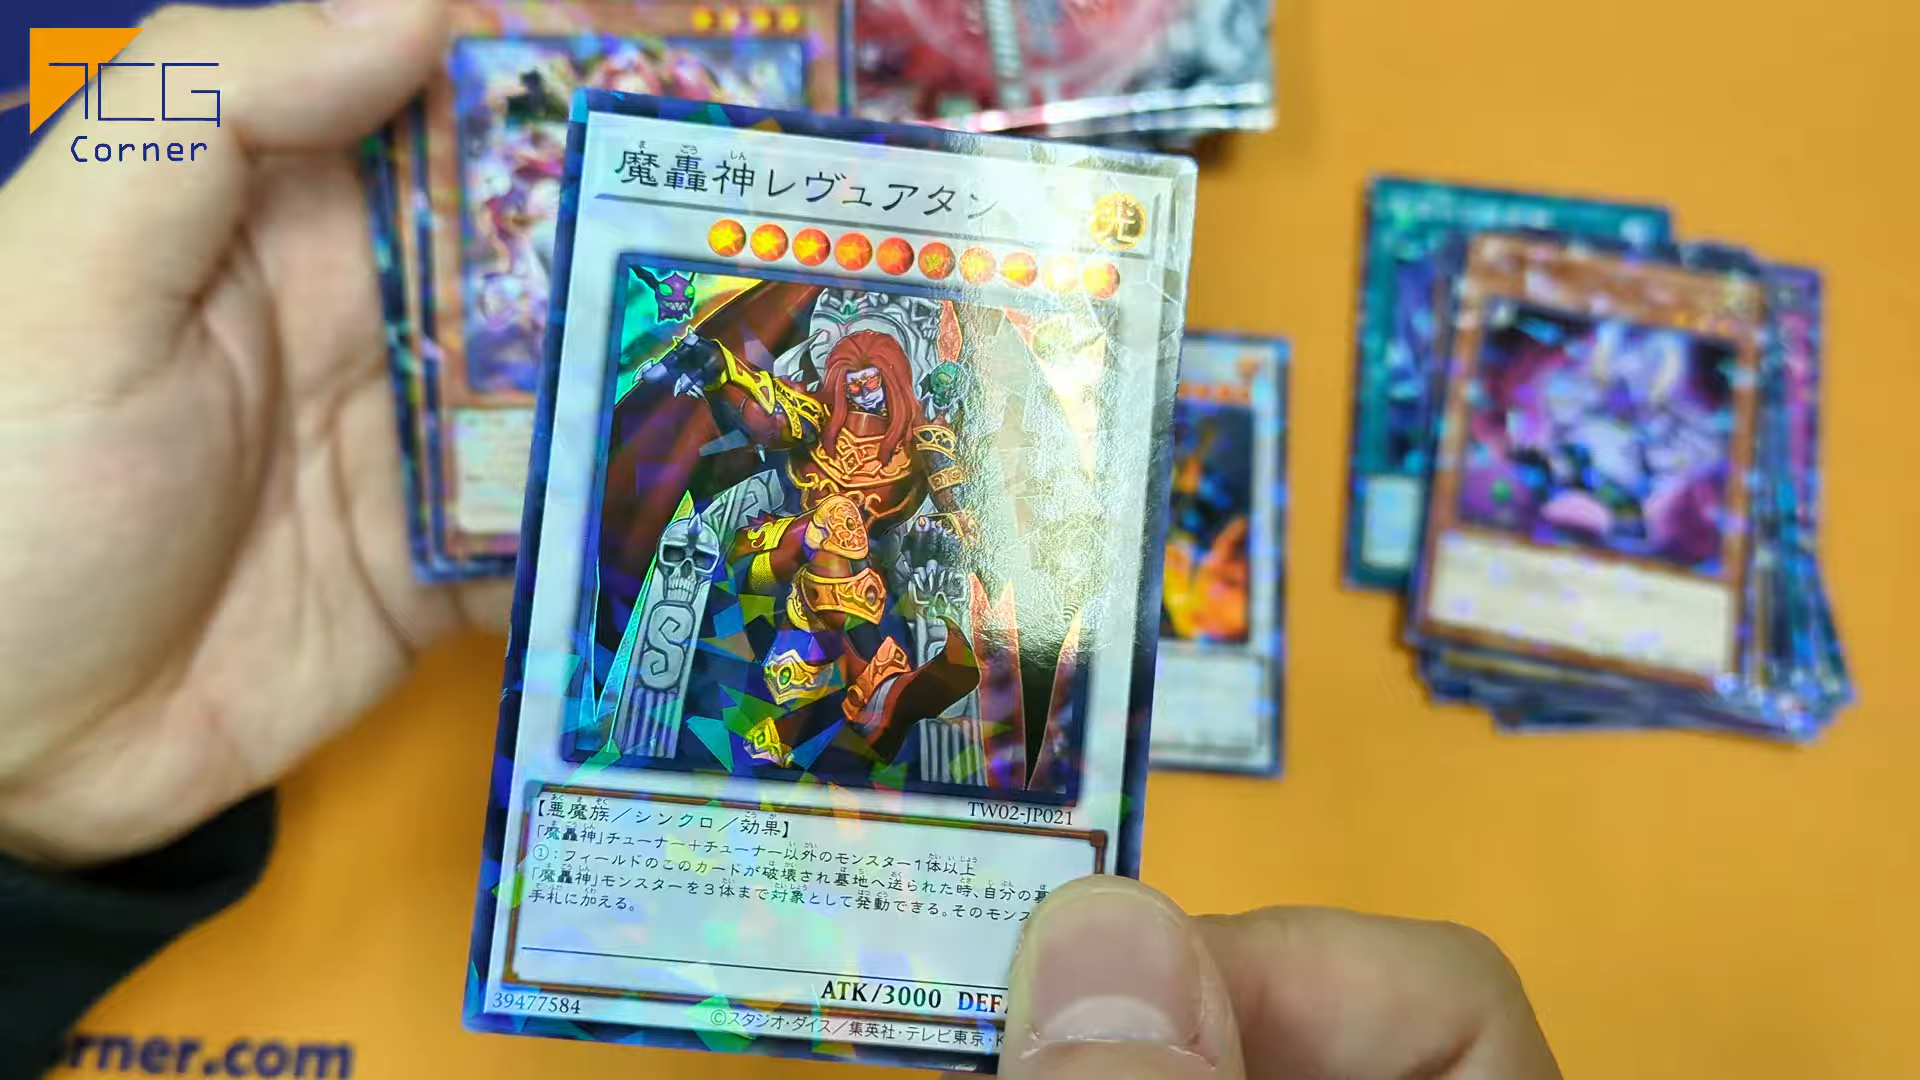 TCG
Corner
魔轟神レヴュアタン
光
TW02-JP021
【悪魔族/シンクロ/効果】
「魔轟神」チューナー+チューナー以外のモンスター1体以上
①:フィールドのこのカードが破壊され墓地へ送られた時、自分の墓
「魔轟神」モンスターを3体まで対象として発動できる。そのモンス
手札に加える。
ATK/3000 DEF/
39477584
©スタジオ・ダイス/集英社・テレビ東京・K
rner.com